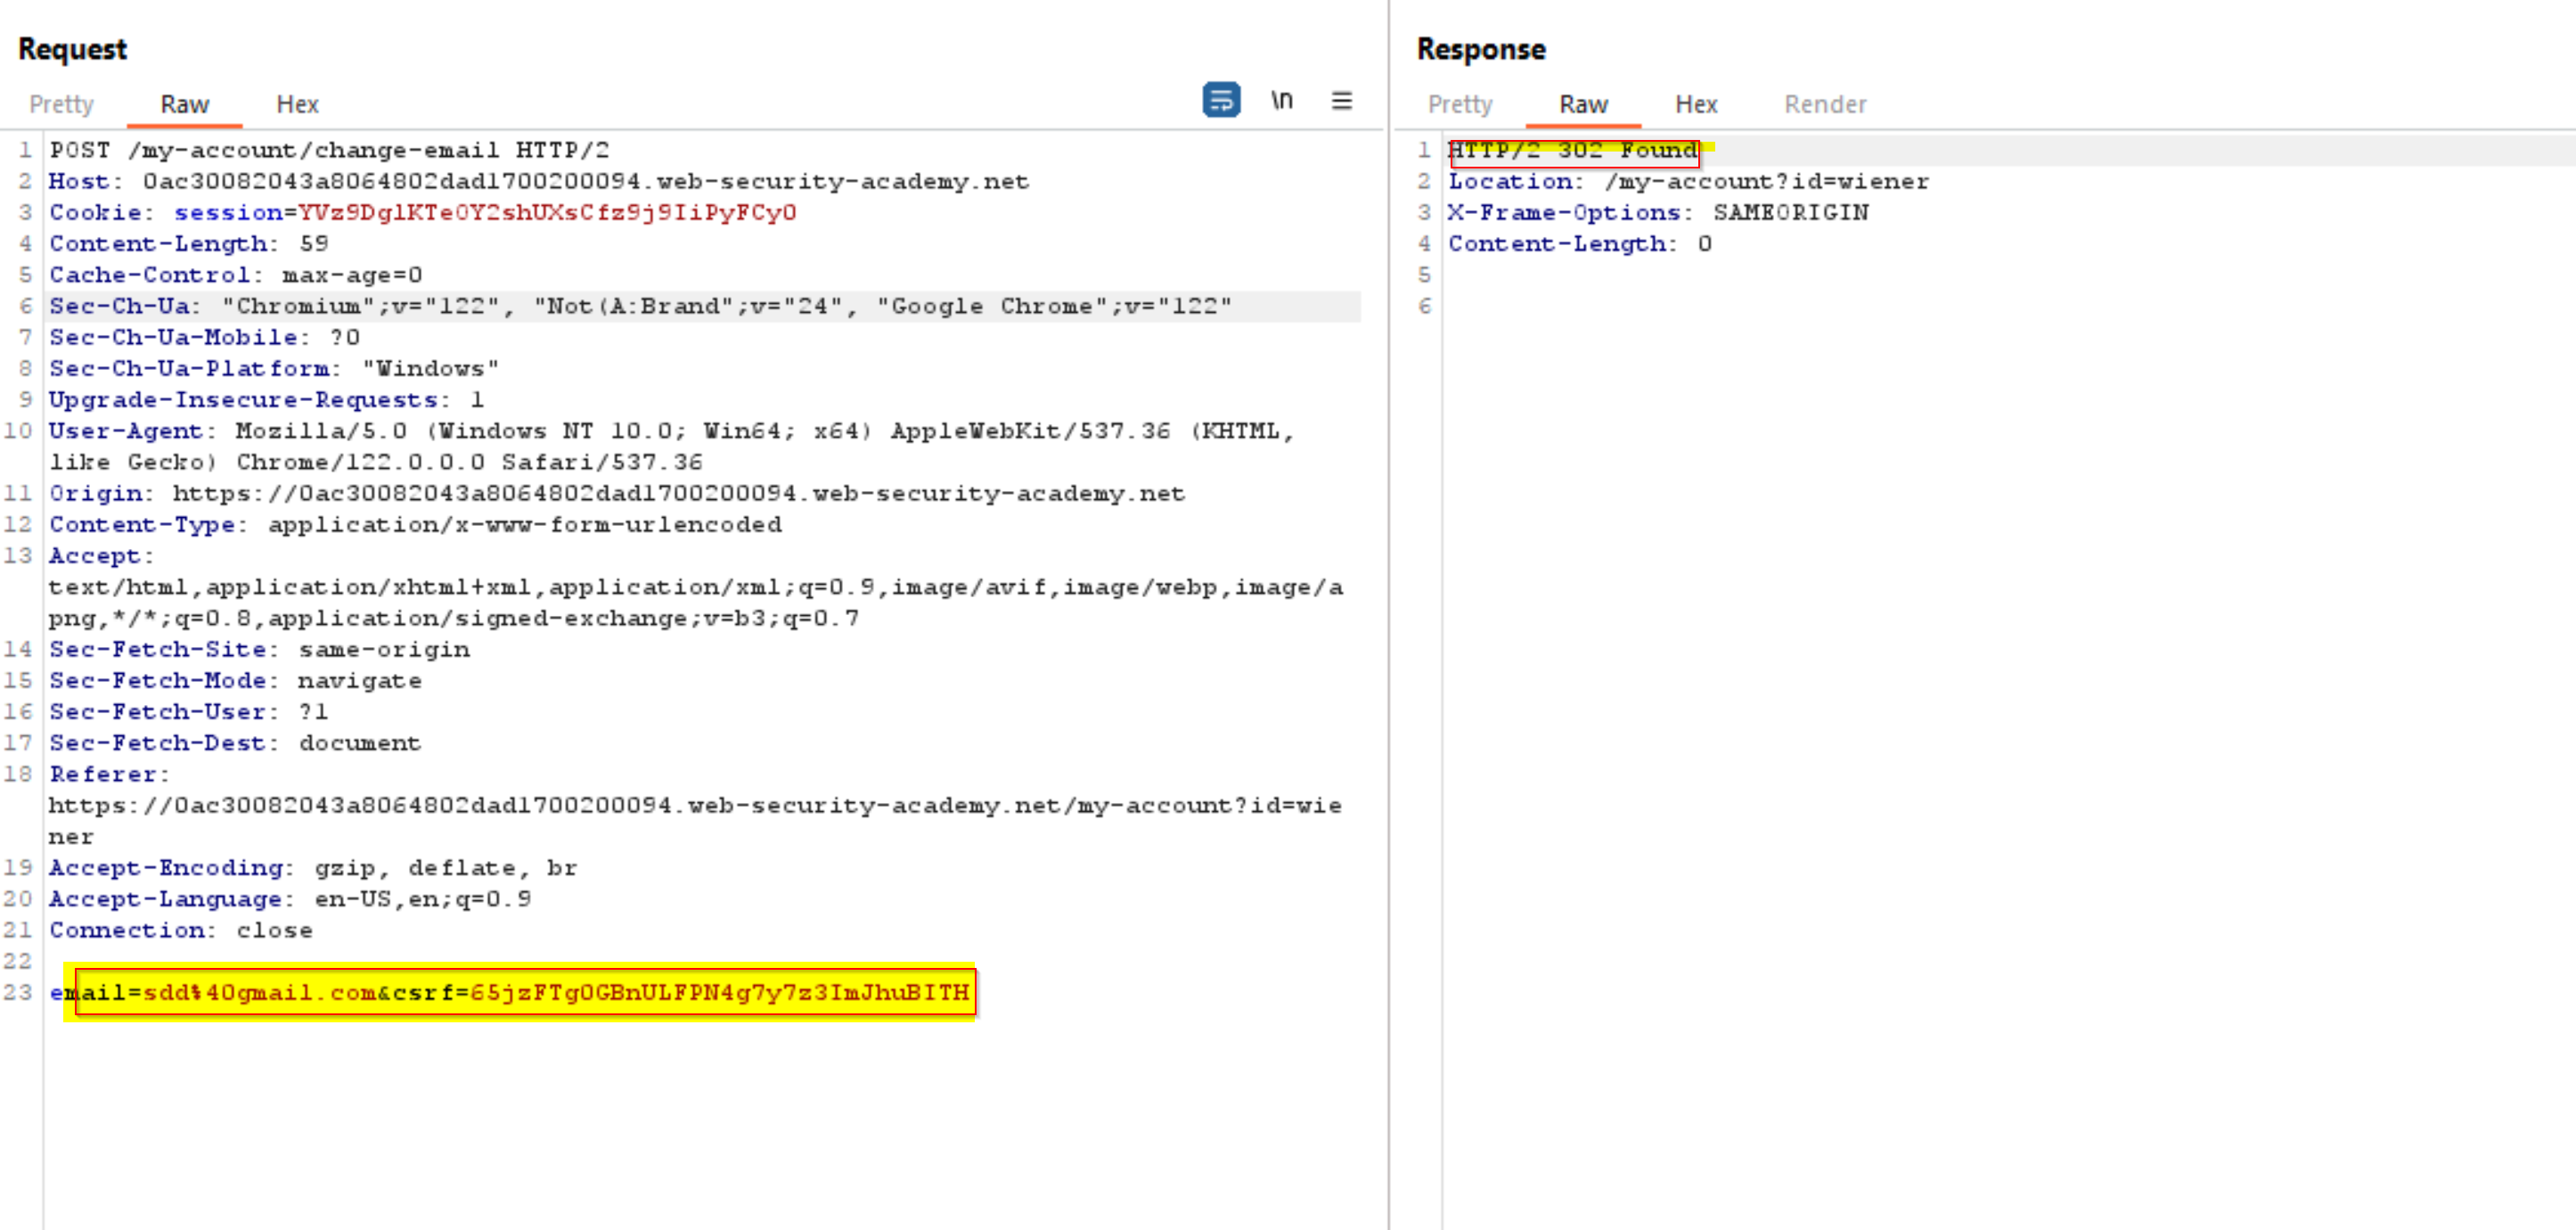 Request
Pretty Raw Hex \n
1 POST /my-account/change-email HTTP/2
2 Host: 0ac30082043a8064802dad1700200094.web-security-academy.net
3 Cookie: session=YVz9DglKTe0Y2shUXsCfz9j9IiPyFCy0
4 Content-Length: 59
5 Cache-Control: max-age=0
6 Sec-Ch-Ua: "Chromium";v="122", "Not(A:Brand";v="24", "Google Chrome";v="122"
7 Sec-Ch-Ua-Mobile: ?0
8 Sec-Ch-Ua-Platform: "Windows"
9 Upgrade-Insecure-Requests: 1
10 User-Agent: Mozilla/5.0 (Windows NT 10.0; Win64; x64) AppleWebKit/537.36 (KHTML,
like Gecko) Chrome/122.0.0.0 Safari/537.36
11 Origin: https://0ac30082043a8064802dad1700200094.web-security-academy.net
12 Content-Type: application/x-www-form-urlencoded
13 Accept:
text/html,application/xhtml+xml,application/xml;q=0.9,image/avif,image/webp,image/a
png,*/*;q=0.8,application/signed-exchange;v=b3;q=0.7
14 Sec-Fetch-Site: same-origin
15 Sec-Fetch-Mode: navigate
16 Sec-Fetch-User: ?1
17 Sec-Fetch-Dest: document
18 Referer:
https://0ac30082043a8064802dad1700200094.web-security-academy.net/my-account?id=wie
ner
19 Accept-Encoding: gzip, deflate, br
20 Accept-Language: en-US,en;q=0.9
21 Connection: close
22
23 email=sdd%40gmail.com&csrf=65jzFTg0GBnULFPN4g7y7z3ImJhuBITH
Response
Pretty Raw Hex Render
1 HTTP/2 302 Found
2 Location: /my-account?id=wiener
3 X-Frame-Options: SAMEORIGIN
4 Content-Length: 0
5
6